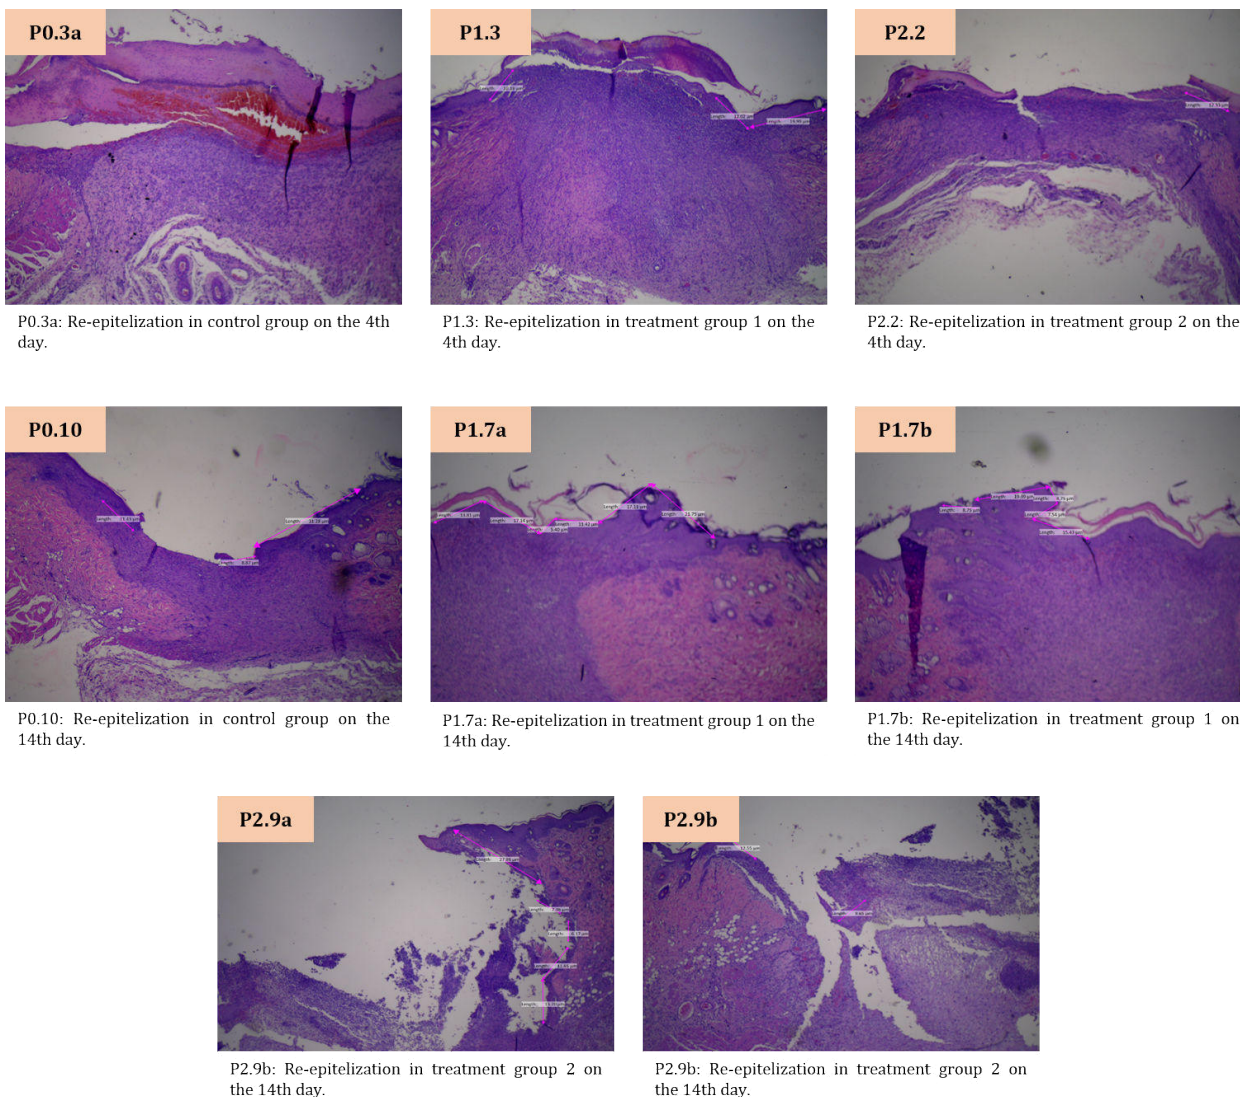 P0.3a
P1.3
P2.2
P0.3a: Re-epitelization in control group on the 4th
day.
P1.3: Re-epitelization in treatment group 1 on the
4th day.
P2.2: Re-epitelization in treatment group 2 on the
4th day.
P0.10
P1.7a
P1.7b
P0.10: Re-epitelization in control group on the
14th day.
P1.7a: Re-epitelization in treatment group 1 on the
14th day.
P1.7b: Re-epitelization in treatment group 1 on
the 14th day.
P2.9a
P2.9b
P2.9b: Re-epitelization in treatment group 2 on
the 14th day.
P2.9b: Re-epitelization in treatment group 2 on
the 14th day.